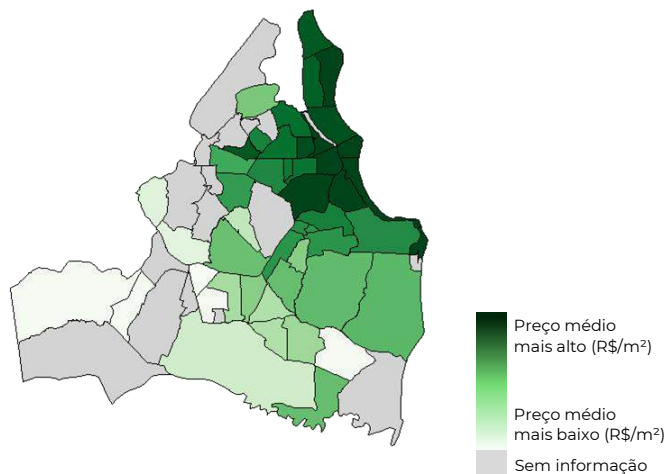 Preço médio
mais alto (R$/m²)
Preço médio
mais baixo (R$/m²)
Sem informação